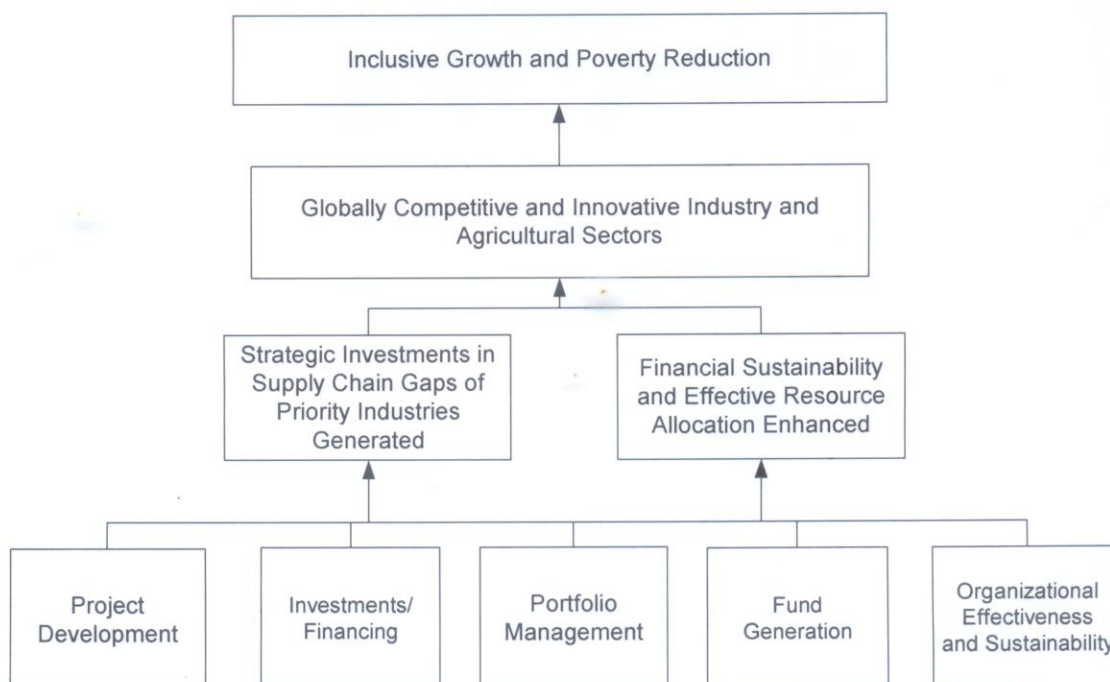 Inclusive Growth and Poverty Reduction
Globally Competitive and Innovative Industry and
Agricultural Sectors
Strategic Investments in
Supply Chain Gaps of
Priority Industries
Generated
Financial Sustainability
and Effective Resource
Allocation Enhanced
Project
Development
Investments/
Financing
Portfolio
Management
Fund
Generation
Organizational
Effectiveness
and Sustainability